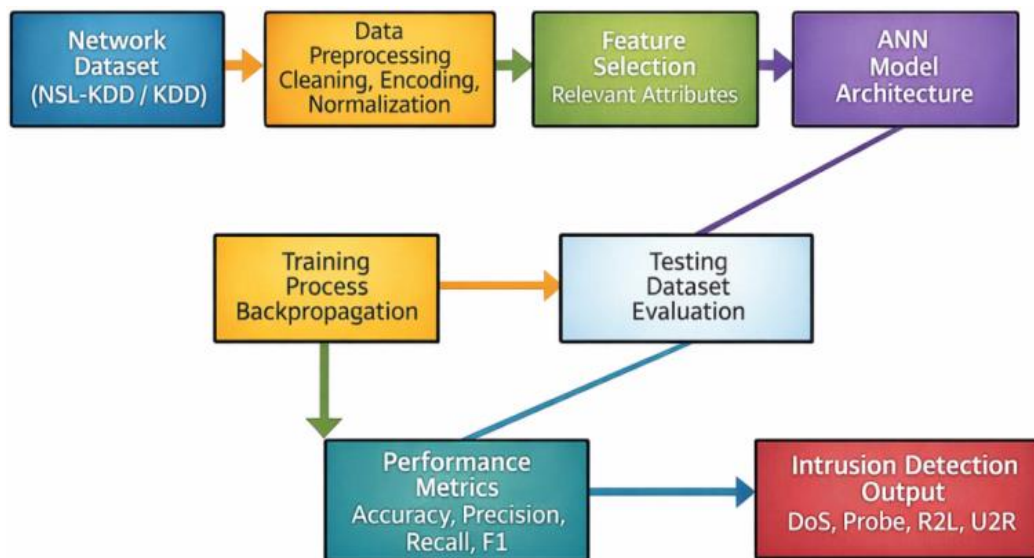 Network
Dataset
(NSL-KDD / KDD)
Data
Preprocessing
Cleaning, Encoding,
Normalization
Feature
Selection
Relevant Attributes
ANN
Model
Architecture
Training
Process
Backpropagation
Testing
Dataset
Evaluation
Performance
Metrics
Accuracy, Precision,
Recall, F1
Intrusion Detection
Output
DoS, Probe, R2L, U2R